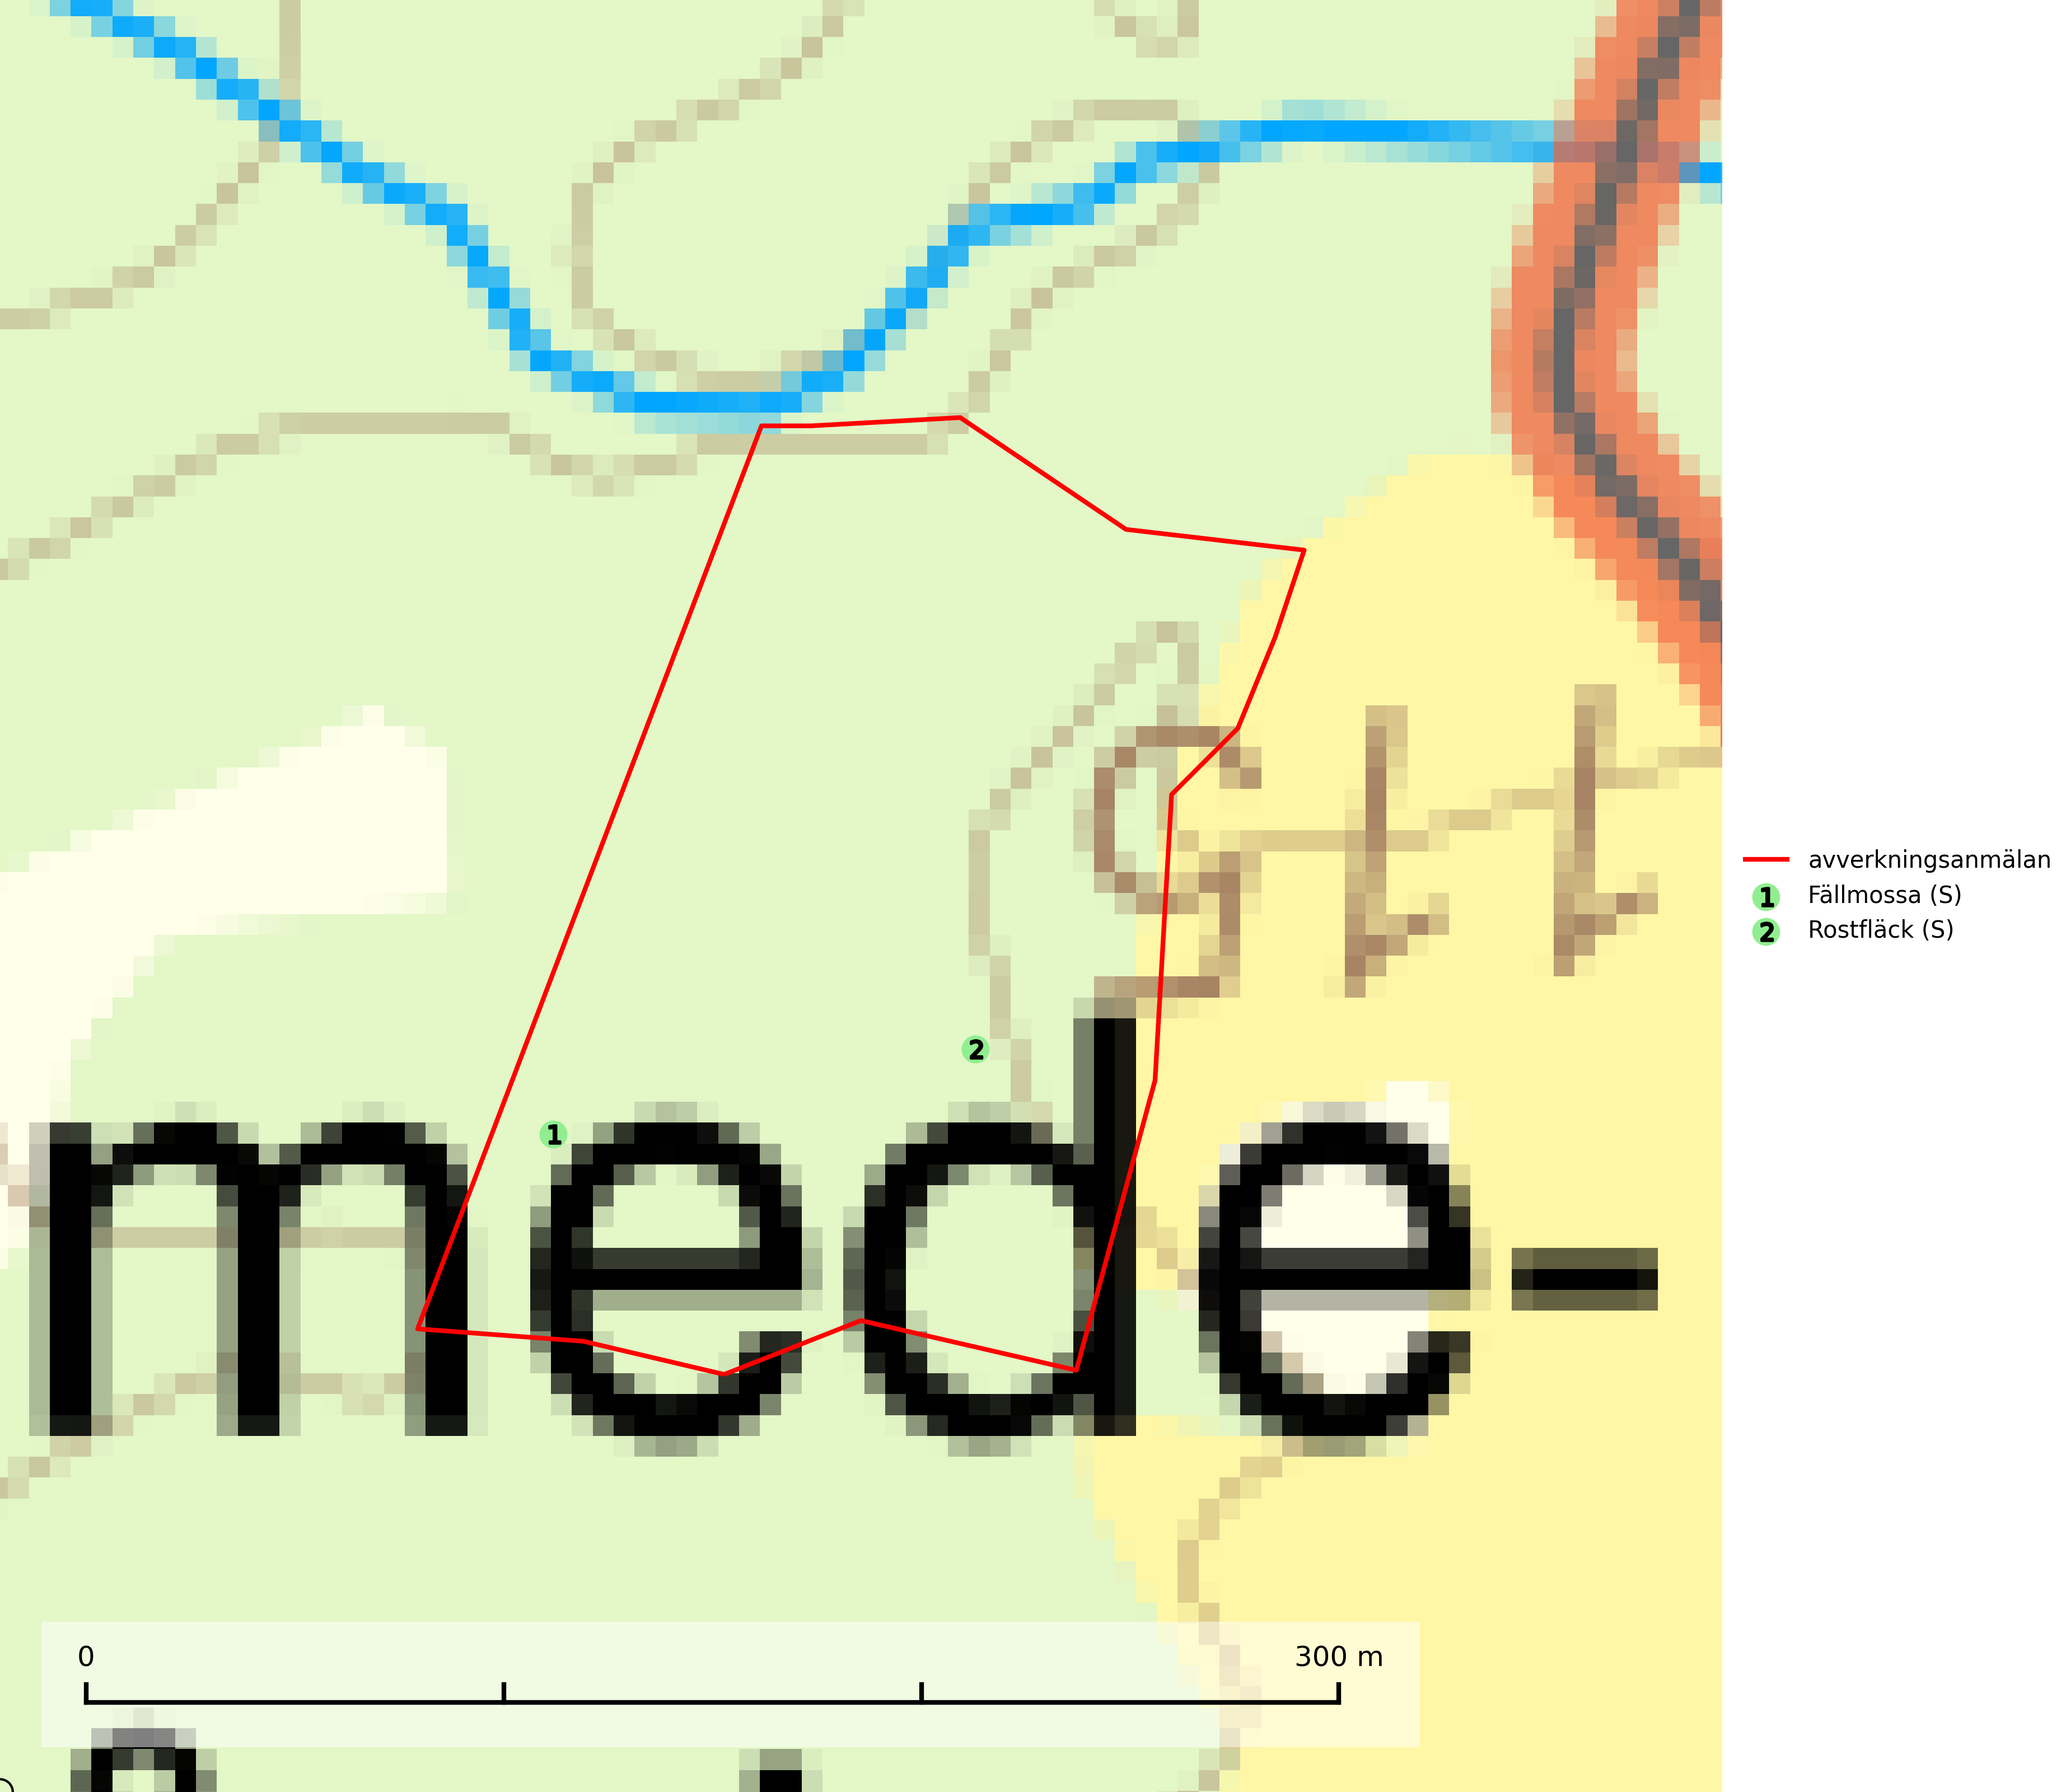 avverkningsanmälan
1 Fällmossa (S)
2 Rostfläck (S)
2
1
mede-
0 300 m